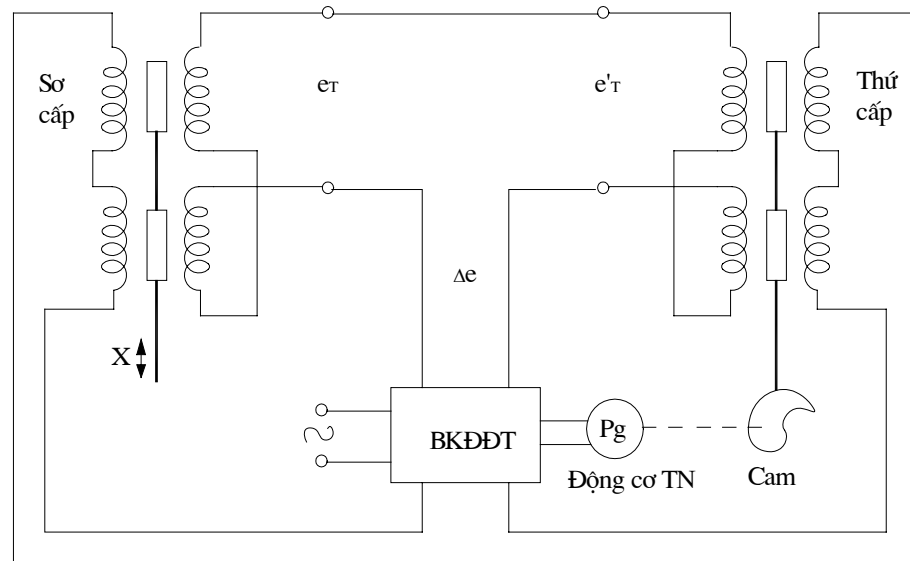 Sơ
cấp
eT
e'T
Thứ
cấp
Δe
X
BKĐĐT
Pg
Động cơ TN
Cam